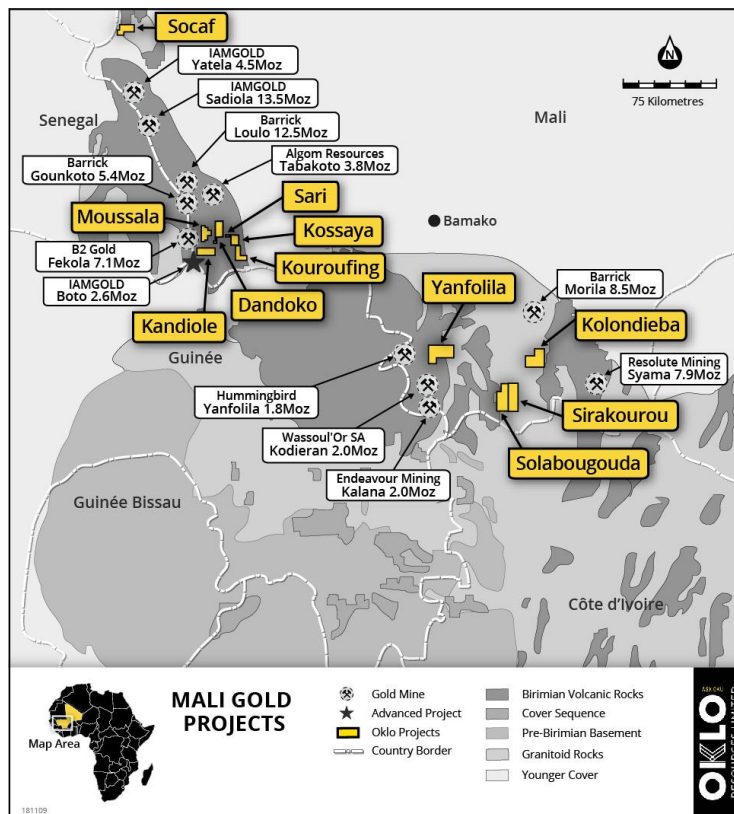 Socaf
IAMGOLD
Yatela 4.5Moz
IAMGOLD
Sadiola 13.5Moz
N
75 Kilometres
Senegal
Mali
Barrick
Loulo 12.5Moz
Algom Resources
Tabakoto 3.8Moz
Barrick
Gounkoto 5.4Moz
Sari
Moussala
Kossaya
Bamako
B2 Gold
Fekola 7.1Moz
Kouroufing
IAMGOLD
Boto 2.6Moz
Dandoko
Yanfolila
Barrick
Morila 8.5Moz
Kandiole
Kolondieba
Guinée
Resolute Mining
Syama 7.9Moz
Hummingbird
Yanfolila 1.8Moz
Sirakourou
Wassoul'Or SA
Kodieran 2.0Moz
Solabougouda
Endeavour Mining
Kalana 2.0Moz
Guinée Bissau
Côte d'Ivoire
Map Area
MALI GOLD
PROJECTS
Gold Mine
Advanced Project
Oklo Projects
Country Border
Birimian Volcanic Rocks
Cover Sequence
Pre-Birimian Basement
Granitoid Rocks
Younger Cover
ASX:OKU
OKLO
RESOURCES LIMITED
181109